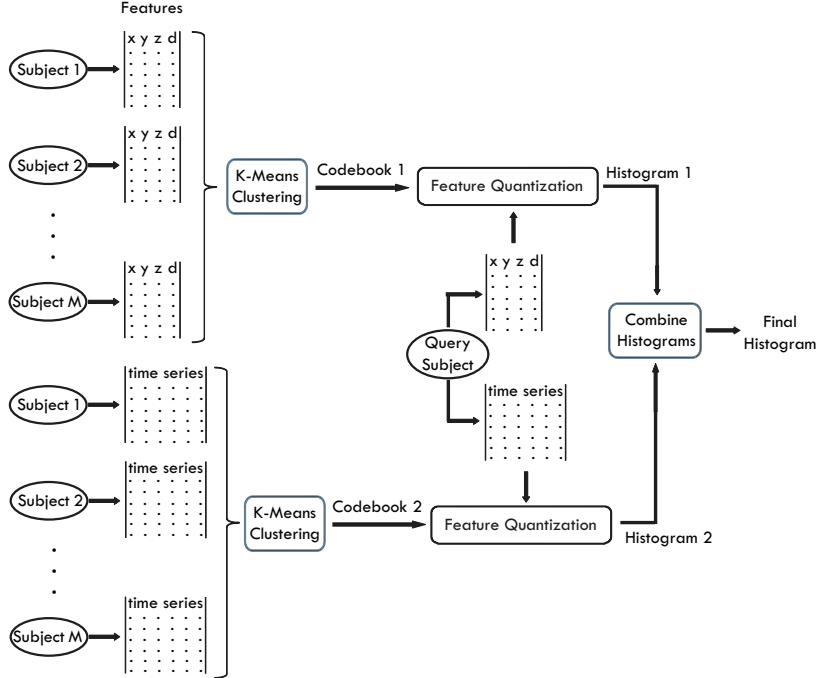 Features
x y z d
Subject 1
x y z d
Subject 2
x y z d
Subject M
K-Means
Clustering
Codebook 1
Feature Quantization
Histogram 1
x y z d
Query
Subject
time series
Combine
Histograms
Final
Histogram
time series
Subject 1
time series
Subject 2
time series
Subject M
K-Means
Clustering
Codebook 2
Feature Quantization
Histogram 2